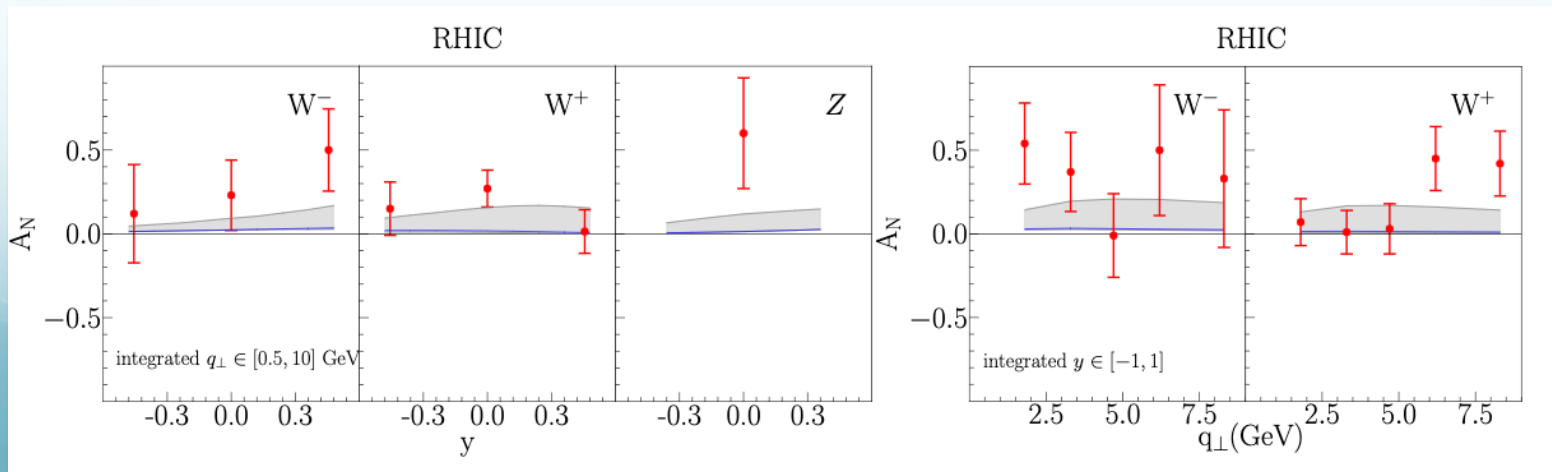 RHIC
RHIC
W⁻
W⁺
Z
W⁻
W⁺
A_N
0.5
0.0
−0.5
A_N
0.5
0.0
−0.5
integrated q⊥ ∈ [0.5, 10] GeV
integrated y ∈ [−1, 1]
-0.3 0.0 0.3 -0.3 0.0 0.3 -0.3 0.0 0.3
y
2.5 5.0 7.5 2.5 5.0 7.5
q⊥(GeV)